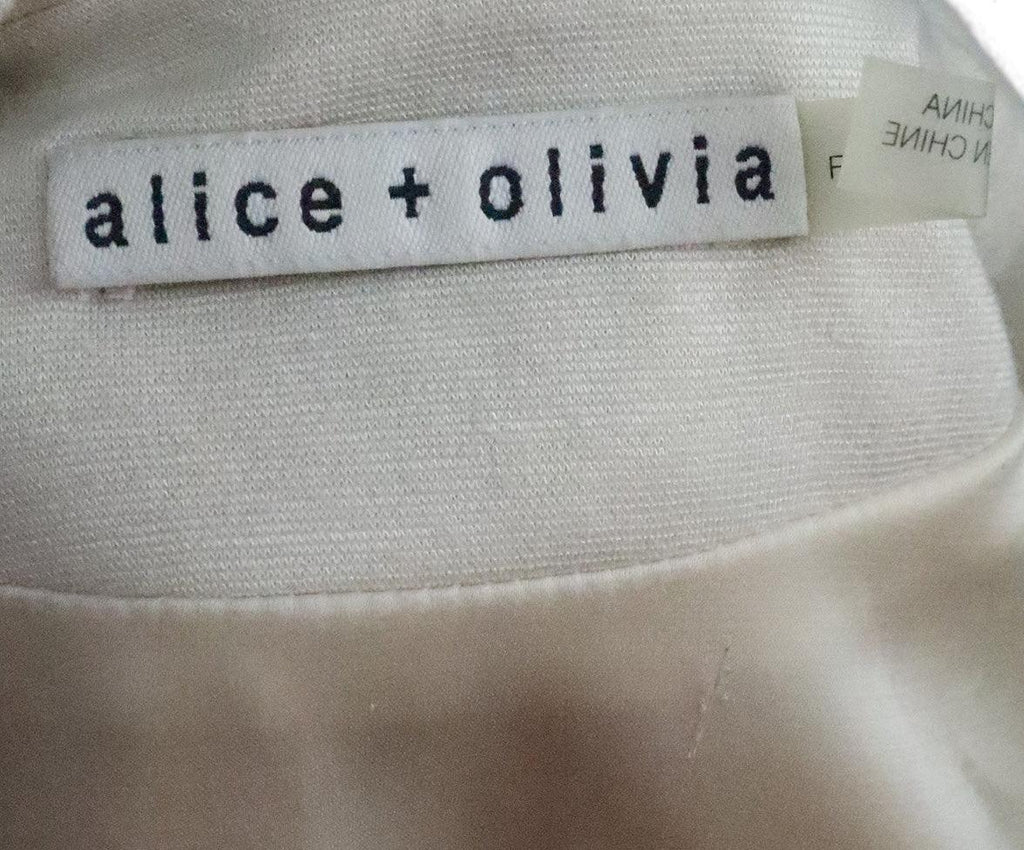 alice + olivia
F
CHINA
N CHINE